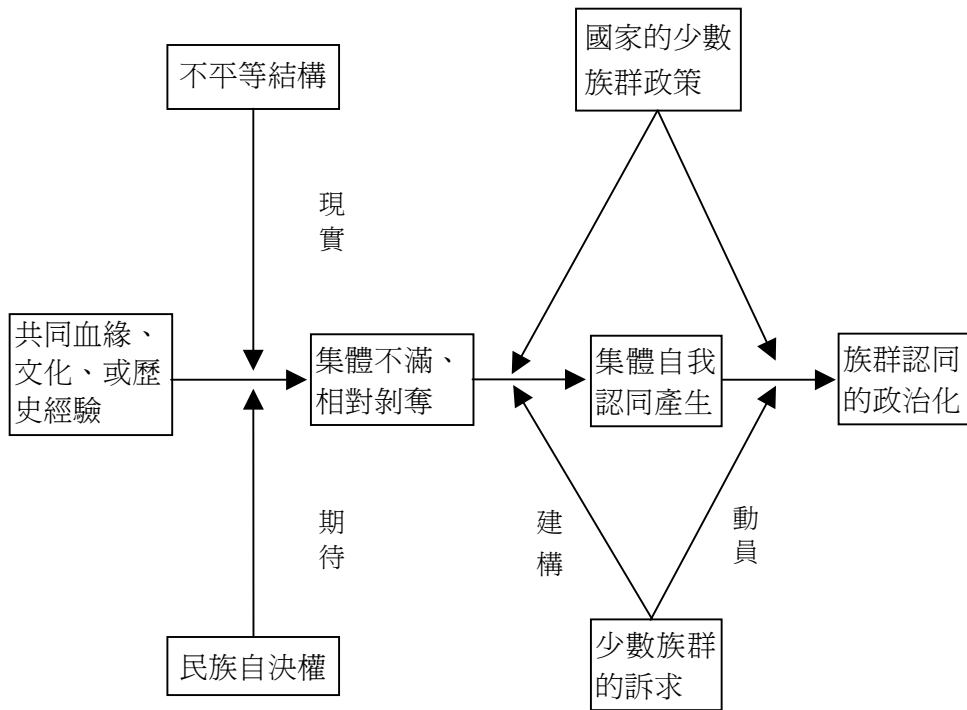 國家的少數
族群政策
不平等結構
現
實
共同血緣、
文化、或歷
史經驗
集體不滿、
相對剝奪
集體自我
認同產生
族群認同
的政治化
期
待
建
構
動
員
民族自決權
少數族群
的訴求